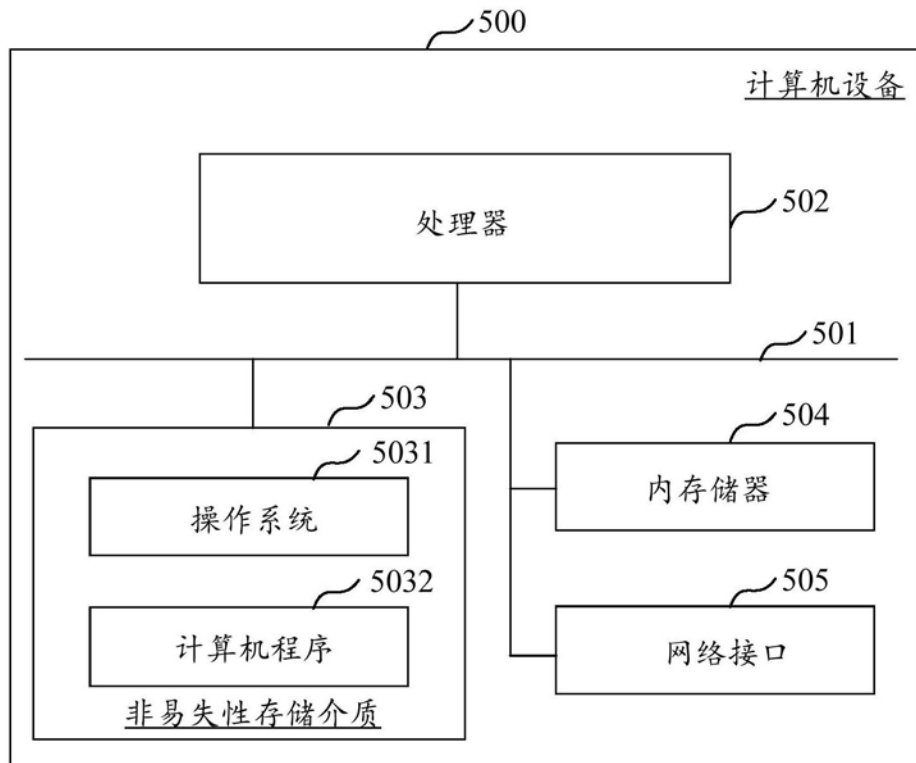 500
计算机设备
处理器
502
501
503
504
5031
操作系统
内存储器
5032
505
计算机程序
网络接口
非易失性存储介质